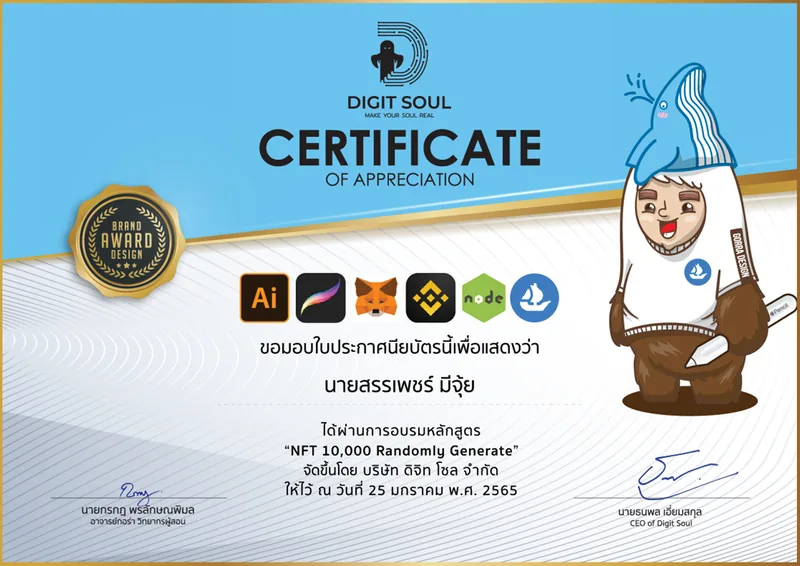 DIGIT SOUL
MAKE YOUR SOUL REAL
CERTIFICATE
OF APPRECIATION
BRAND
AWARD
DESIGN
GORRA DESIGN
Ai
node
Pencil
ขอมอบใบประกาศนียบัตรนี้เพื่อแสดงว่า
นายสรรเพชร์ มีจุ้ย
ได้ผ่านการอบรมหลักสูตร
“NFT 10,000 Randomly Generate”
จัดขึ้นโดย บริษัท ดิจิท โซล จำกัด
ให้ไว้ ณ วันที่ 25 มกราคม พ.ศ. 2565
นายกรกฎ พรลักษณพิมล
อาจารย์กอร่า วิทยากรผู้สอน
นายธนพล เอี่ยมสกุล
CEO of Digit Soul